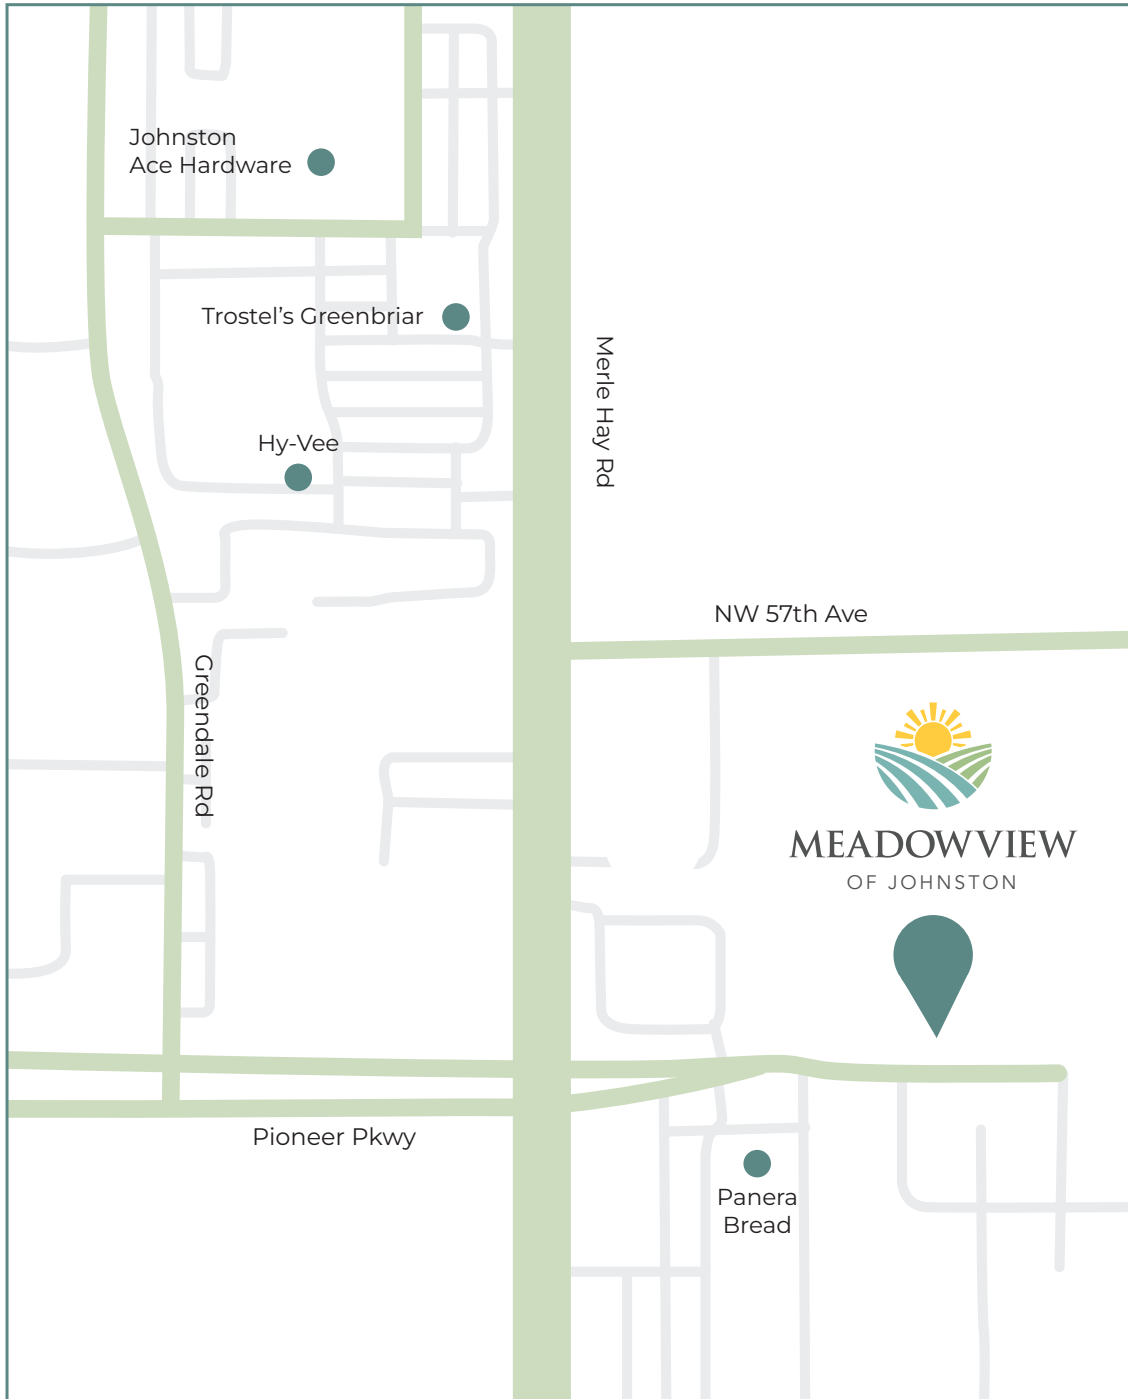 Johnston
Ace Hardware
Trostel’s Greenbriar
Merle Hay Rd
Hy-Vee
NW 57th Ave
Greendale Rd
MEADOWVIEW
OF JOHNSTON
Pioneer Pkwy
Panera
Bread